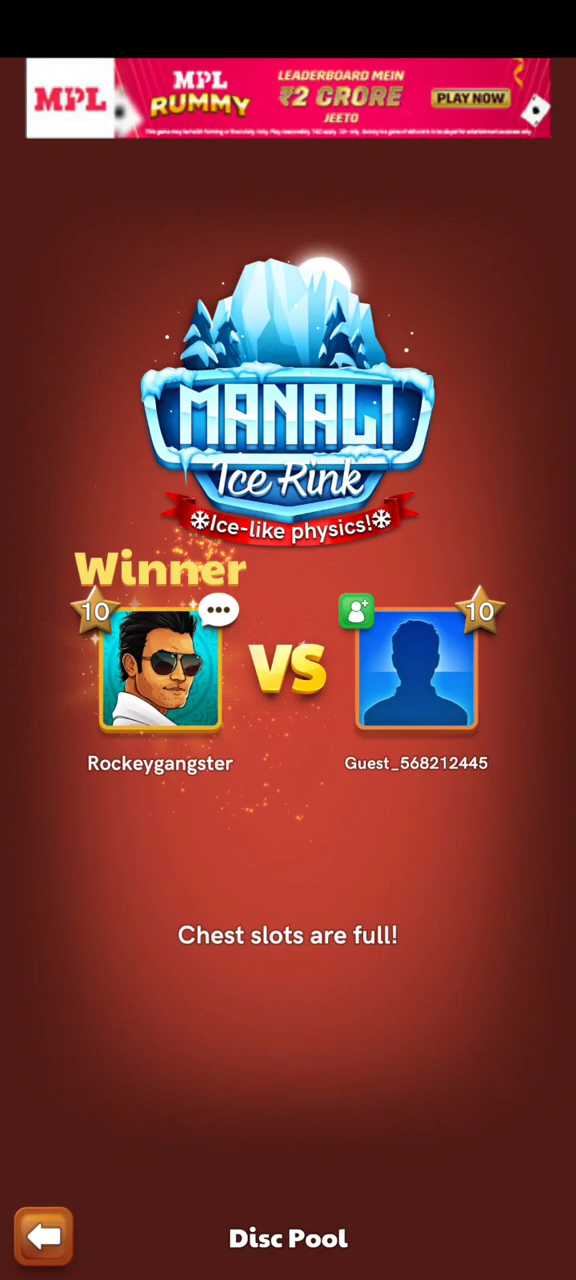 MPL
MPL
RUMMY
LEADERBOARD MEIN
₹2 CRORE
JEETO
PLAY NOW
MANALI
Ice Rink
Ice-like physics!
Winner
10
10
VS
Rockeygangster
Guest_568212445
Chest slots are full!
Disc Pool